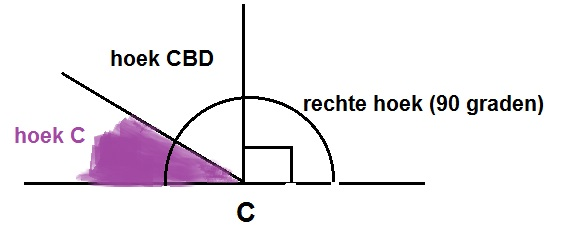 hoek CBD
rechte hoek (90 graden)
hoek C
C